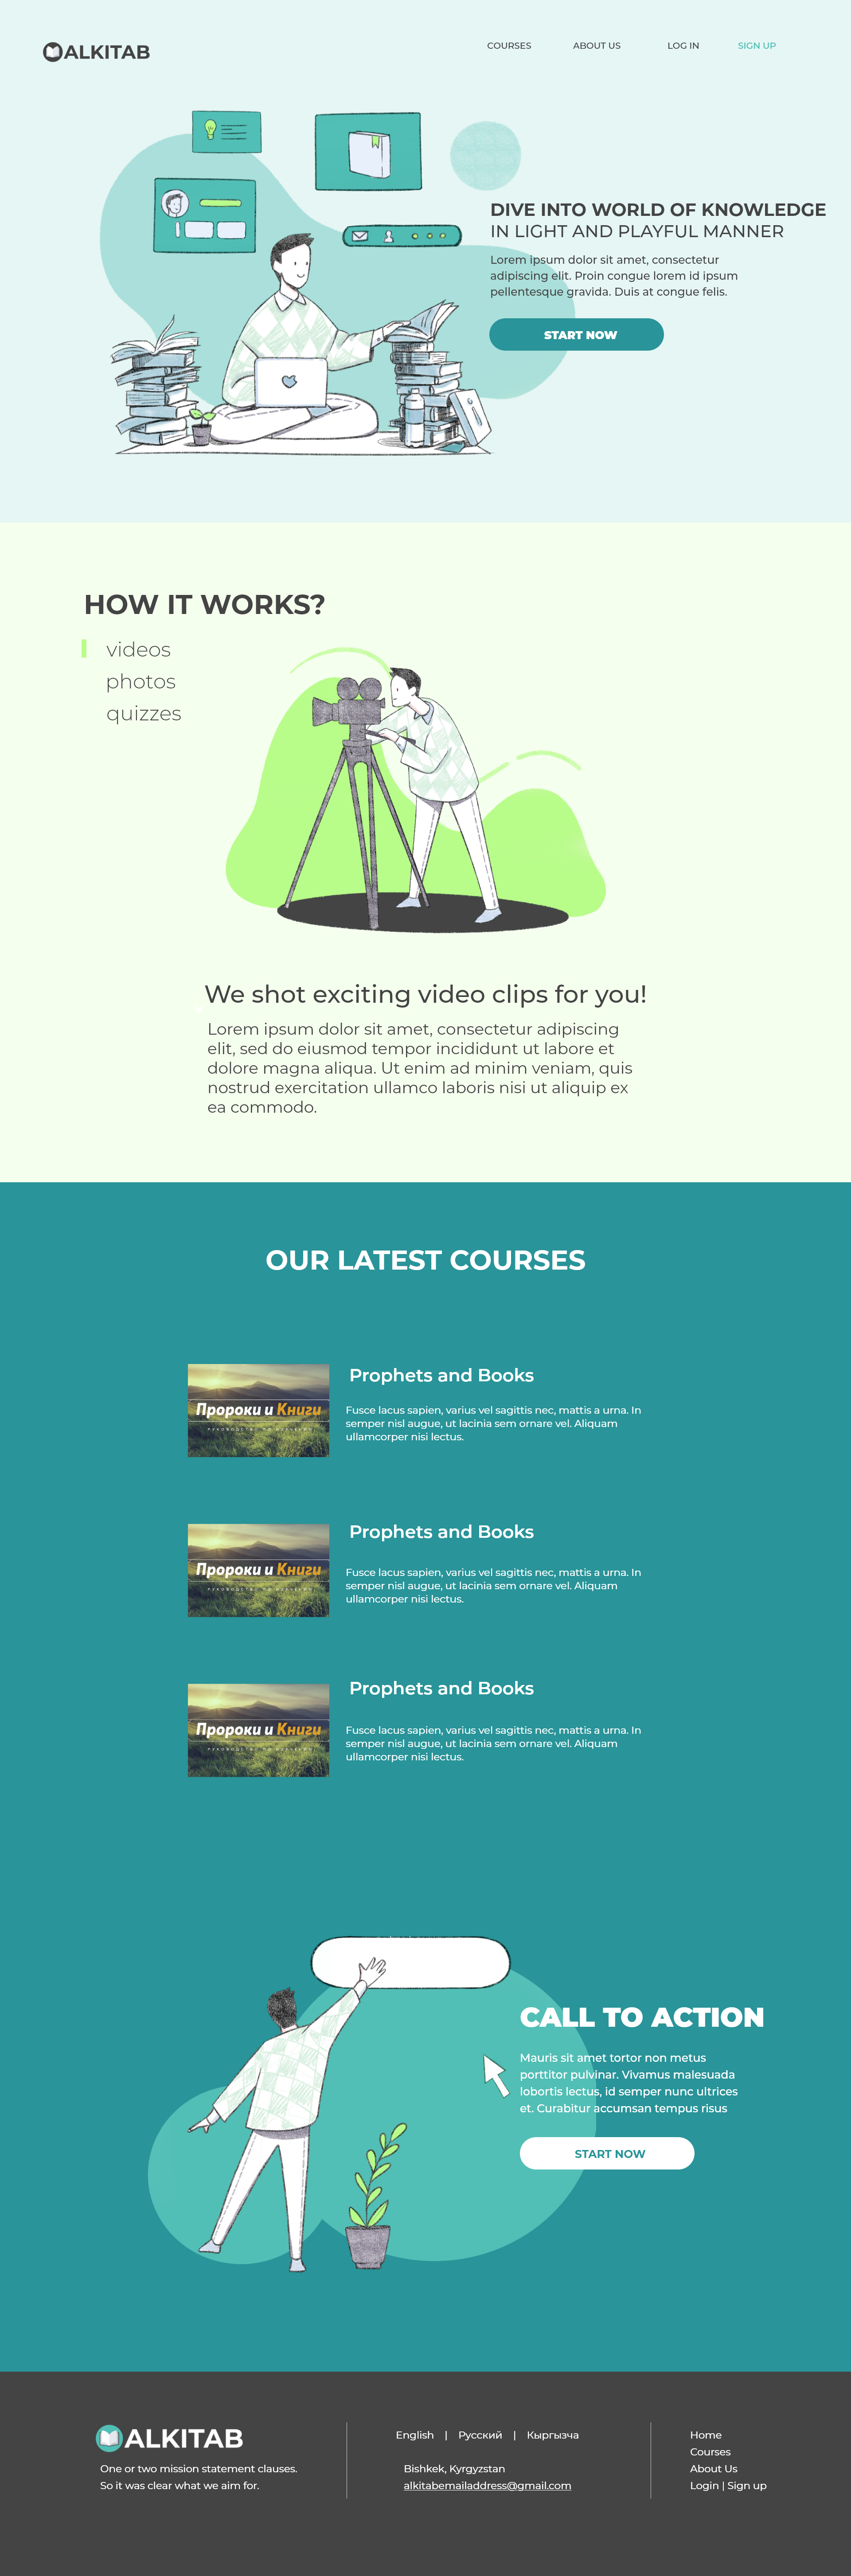 ALKITAB
COURSES
ABOUT US
LOG IN
SIGN UP
DIVE INTO WORLD OF KNOWLEDGE
IN LIGHT AND PLAYFUL MANNER
Lorem ipsum dolor sit amet, consectetur
adipiscing elit. Proin congue lorem id ipsum
pellentesque gravida. Duis at congue felis.
START NOW
HOW IT WORKS?
videos
photos
quizzes
We shot exciting video clips for you!
Lorem ipsum dolor sit amet, consectetur adipiscing
elit, sed do eiusmod tempor incididunt ut labore et
dolore magna aliqua. Ut enim ad minim veniam, quis
nostrud exercitation ullamco laboris nisi ut aliquip ex
ea commodo.
OUR LATEST COURSES
Пророки и Книги
РУКОВОДСТВО ПО ИЗУЧЕНИЮ
Prophets and Books
Fusce lacus sapien, varius vel sagittis nec, mattis a urna. In
semper nisl augue, ut lacinia sem ornare vel. Aliquam
ullamcorper nisi lectus.
Пророки и Книги
РУКОВОДСТВО ПО ИЗУЧЕНИЮ
Prophets and Books
Fusce lacus sapien, varius vel sagittis nec, mattis a urna. In
semper nisl augue, ut lacinia sem ornare vel. Aliquam
ullamcorper nisi lectus.
Пророки и Книги
РУКОВОДСТВО ПО ИЗУЧЕНИЮ
Prophets and Books
Fusce lacus sapien, varius vel sagittis nec, mattis a urna. In
semper nisl augue, ut lacinia sem ornare vel. Aliquam
ullamcorper nisi lectus.
CALL TO ACTION
Mauris sit amet tortor non metus
porttitor pulvinar. Vivamus malesuada
lobortis lectus, id semper nunc ultrices
et. Curabitur accumsan tempus risus
START NOW
ALKITAB
One or two mission statement clauses.
So it was clear what we aim for.
English | Русский | Кыргызча
Bishkek, Kyrgyzstan
alkitabemailaddress@gmail.com
Home
Courses
About Us
Login | Sign up